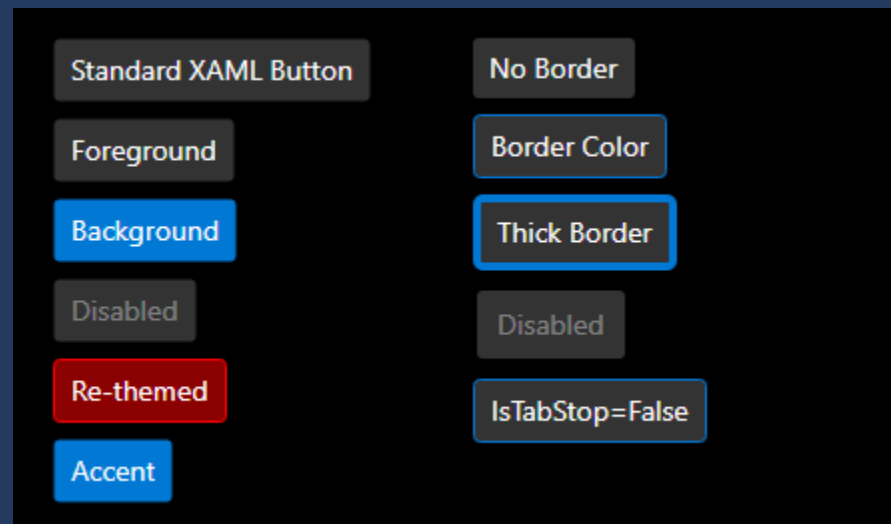 Standard XAML Button
Foreground
Background
Disabled
Re-themed
Accent
No Border
Border Color
Thick Border
Disabled
IsTabStop=False